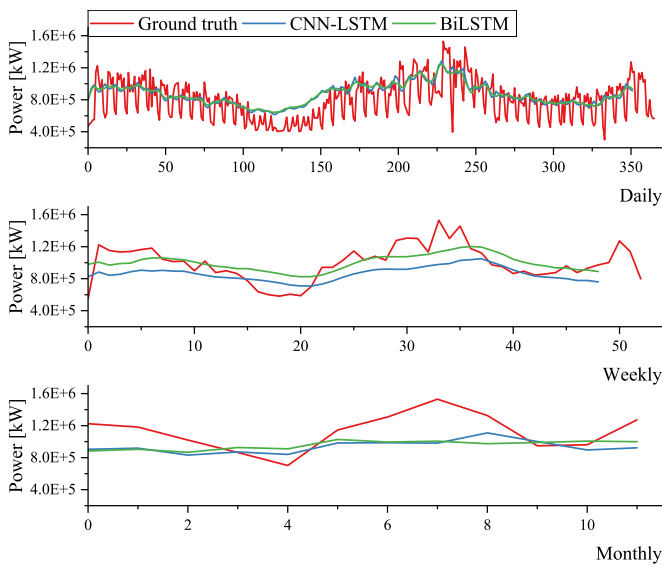 Ground truth CNN-LSTM BiLSTM
Power [kW]
1.6E+6
1.2E+6
8.0E+5
4.0E+5
0 50 100 150 200 250 300 350
Daily
Power [kW]
1.6E+6
1.2E+6
8.0E+5
4.0E+5
0 10 20 30 40 50
Weekly
Power [kW]
1.6E+6
1.2E+6
8.0E+5
4.0E+5
0 2 4 6 8 10
Monthly